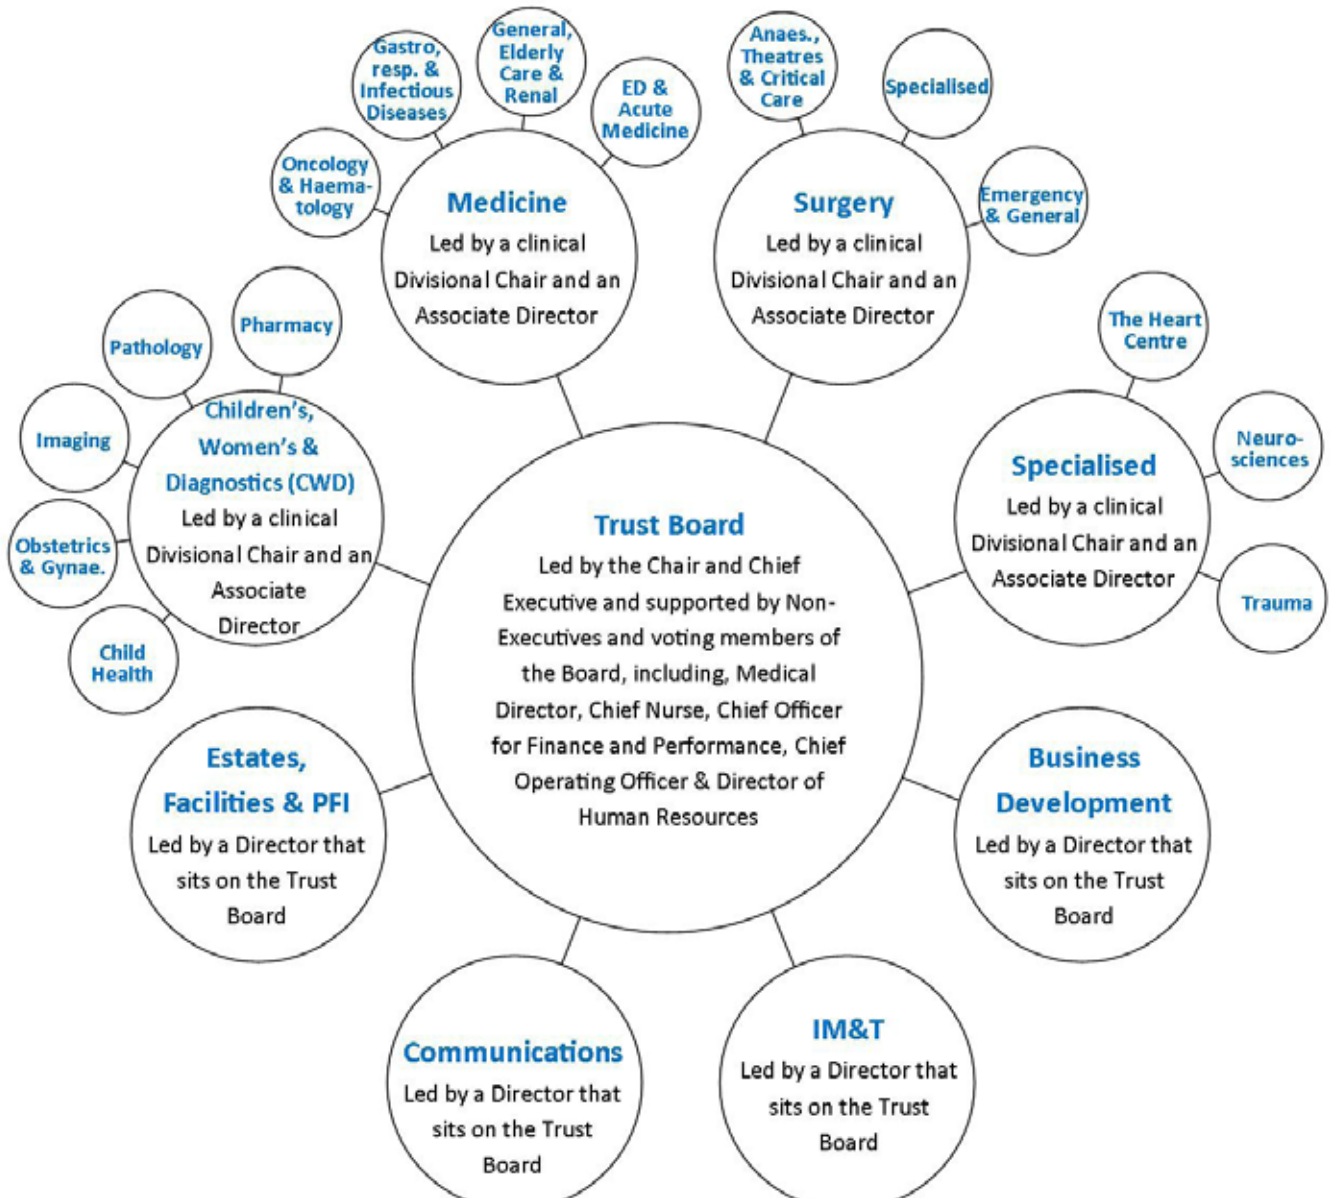 Gastro,
resp. &
Infectious
Diseases
General,
Elderly
Care &
Renal
ED &
Acute
Medicine
Oncology
& Haema-
tology
Medicine
Led by a clinical
Divisional Chair and an
Associate Director
Anaes.,
Theatres
& Critical
Care
Specialised
Emergency
& General
Surgery
Led by a clinical
Divisional Chair and an
Associate Director
Pharmacy
Pathology
Imaging
Obstetrics
& Gynae.
Child
Health
Children's,
Women's &
Diagnostics (CWD)
Led by a clinical
Divisional Chair and an
Associate
Director
The Heart
Centre
Neuro-
sciences
Trauma
Specialised
Led by a clinical
Divisional Chair and an
Associate Director
Trust Board
Led by the Chair and Chief
Executive and supported by Non-
Executives and voting members of
the Board, including, Medical
Director, Chief Nurse, Chief Officer
for Finance and Performance, Chief
Operating Officer & Director of
Human Resources
Estates,
Facilities & PFI
Led by a Director that
sits on the Trust
Board
Business
Development
Led by a Director that
sits on the Trust
Board
Communications
Led by a Director that
sits on the Trust
Board
IM&T
Led by a Director that
sits on the Trust
Board